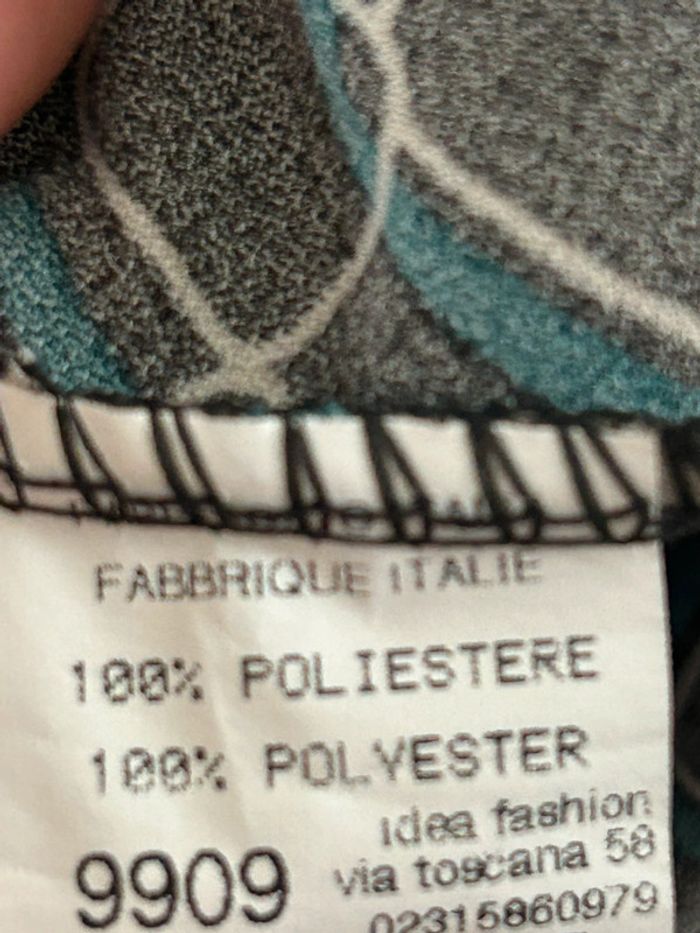 FABBRIQUE ITALIE
100% POLIESTERE
100% POLYESTER
idea fashion
via toscana 58
9909
02315860979